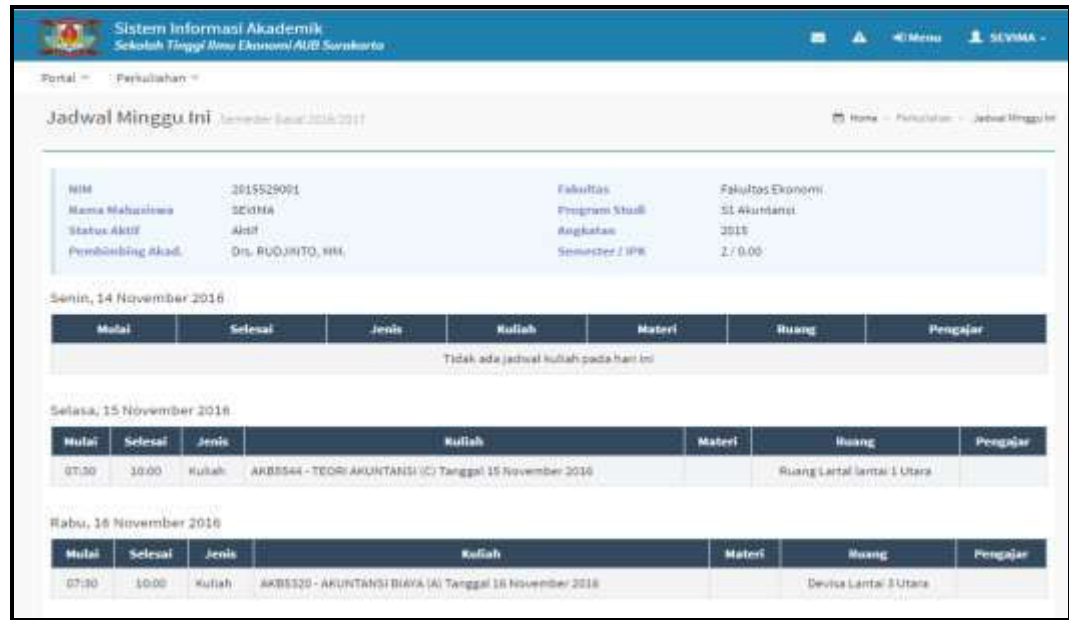 Sistem Informasi Akademik
Sekolah Tinggi Ilmu Ekonomi AUB Surakarta
Menu SEVIMA
Portal Perkuliahan
Jadwal Minggu Ini Semester Gasal 2016/2017 Home Perkuliahan Jadwal Minggu Ini
NIM 2015529001 Fakultas Fakultas Ekonomi
Nama Mahasiswa SEVIMA Program Studi S1 Akuntansi
Status Aktif Aktif Angkatan 2015
Pembimbing Akad. Drs. MM. Semester / IPK 2 / 0.00
Senin, 14 November 2016
Mulai Selesai Jenis Kuliah Materi Ruang Pengajar
Tidak ada jadwal kuliah pada hari ini
Selasa, 15 November 2016
Mulai Selesai Jenis Kuliah Materi Ruang Pengajar
07:30 10:00 Kuliah - TEORI AKUNTANSI (C) Tanggal 15 November 2016 Ruang lantai 1 Utara
Rabu, 16 November 2016
Mulai Selesai Jenis Kuliah Materi Ruang Pengajar
07:30 10:00 Kuliah - AKUNTANSI BIAYA (A) Tanggal 16 November 2016 Devisa Lantai 3 Utara